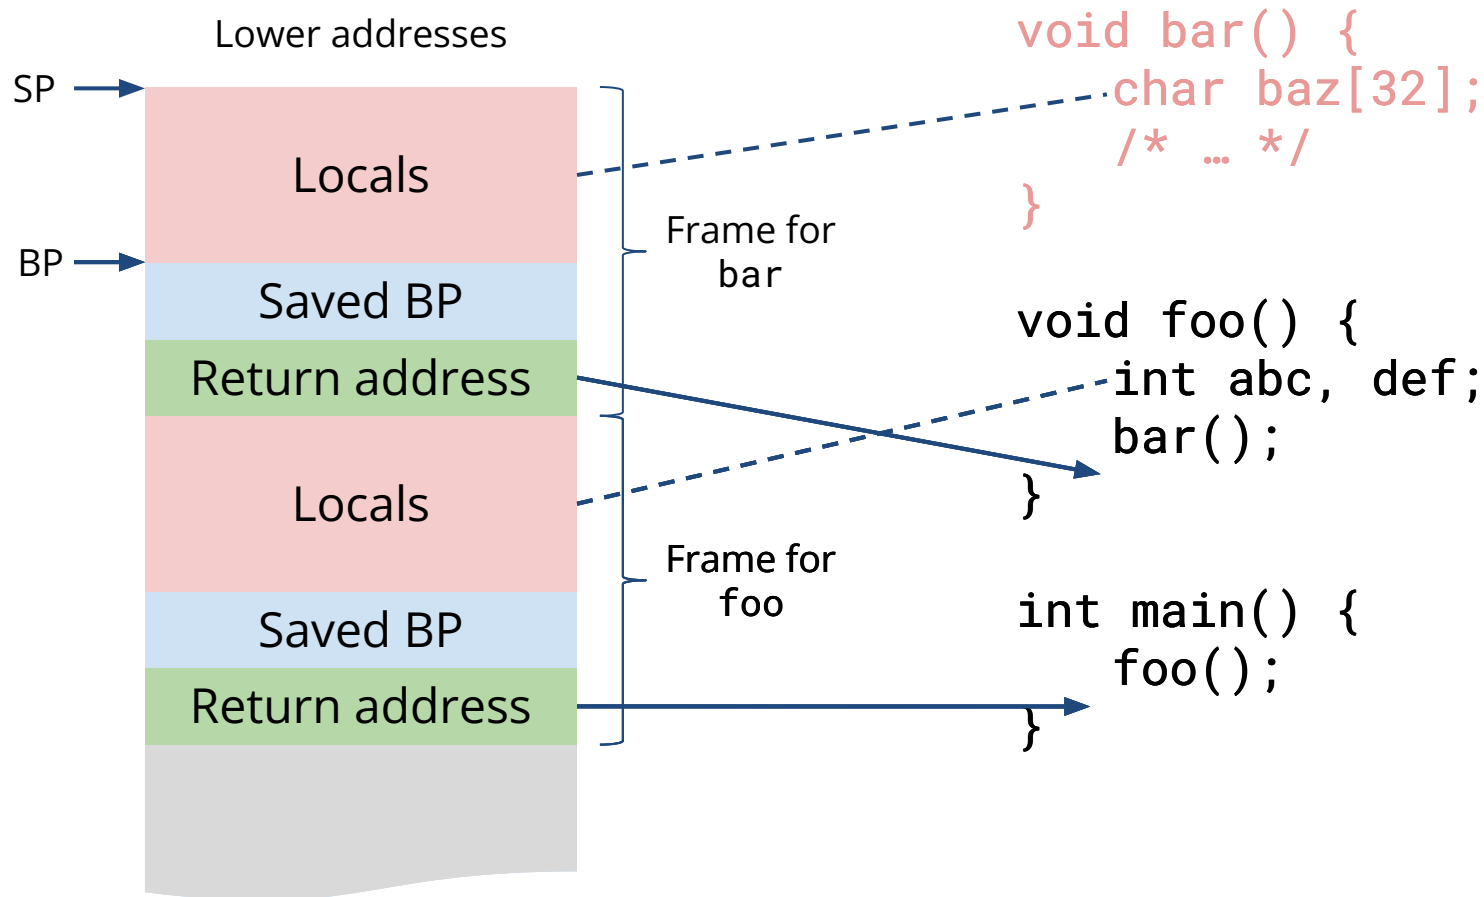 Lower addresses
SP
Locals
BP
Saved BP
Return address
Locals
Saved BP
Return address
Frame for
bar
Frame for
foo
void bar() {
char baz[32];
/* … */
}
void foo() {
int abc, def;
bar();
}
int main() {
foo();
}